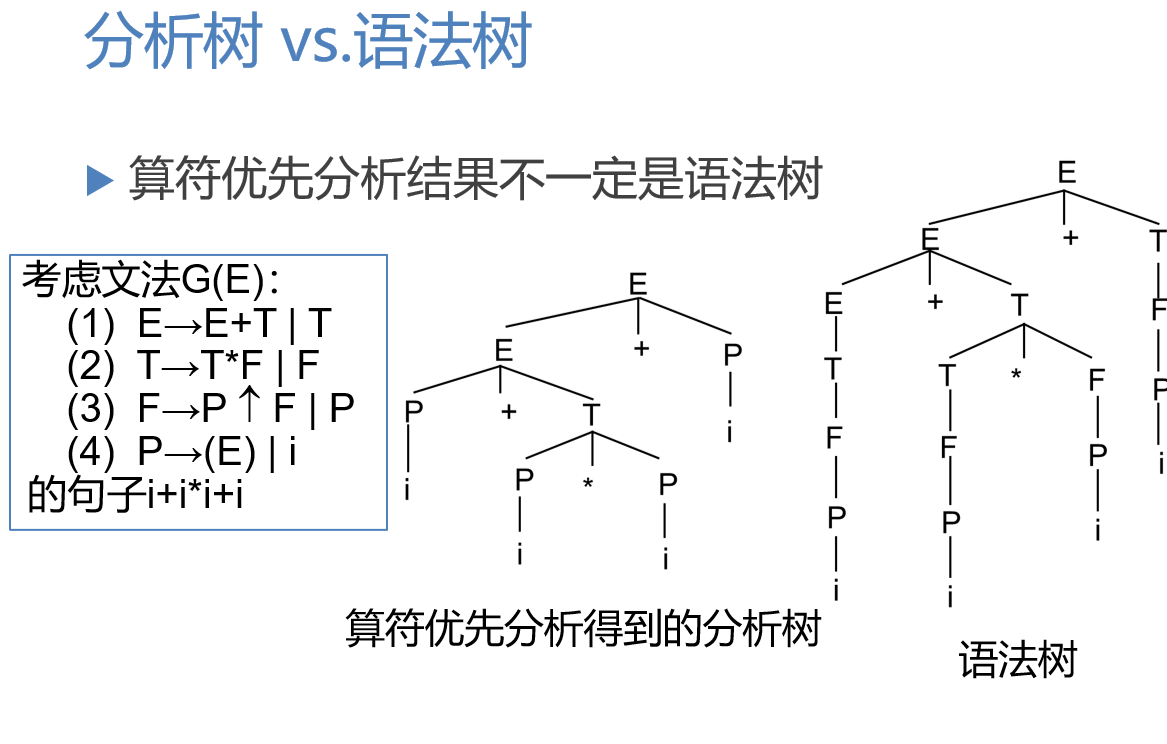 分析树 vs.语法树
▶ 算符优先分析结果不一定是语法树
考虑文法G(E)：
(1) E→E+T | T
(2) T→T*F | F
(3) F→P↑F | P
(4) P→(E) | i
的句子i+i*i+i
E
E + P
P + T i
i P * P
i i
算符优先分析得到的分析树
E
E + T
E + T F
T T * F P
F F P i
P P i
i i
语法树